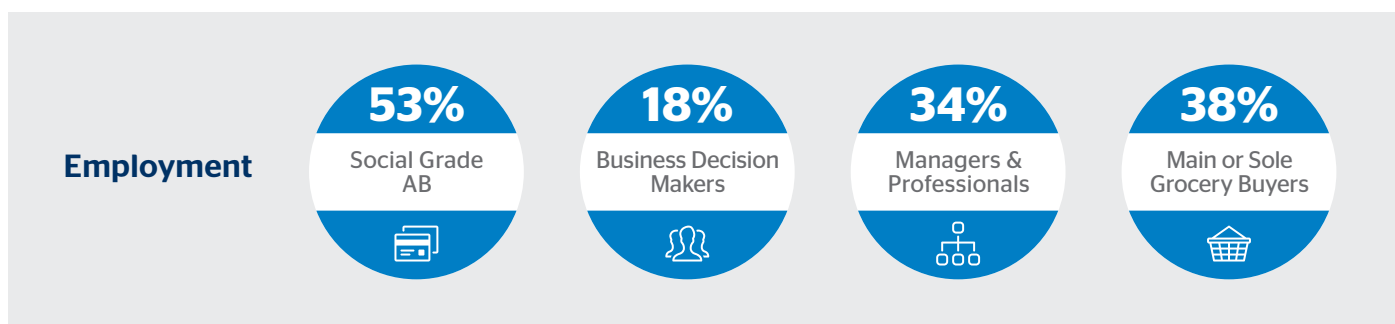 Employment
53%
Social Grade
AB
18%
Business Decision
Makers
34%
Managers &
Professionals
38%
Main or Sole
Grocery Buyers